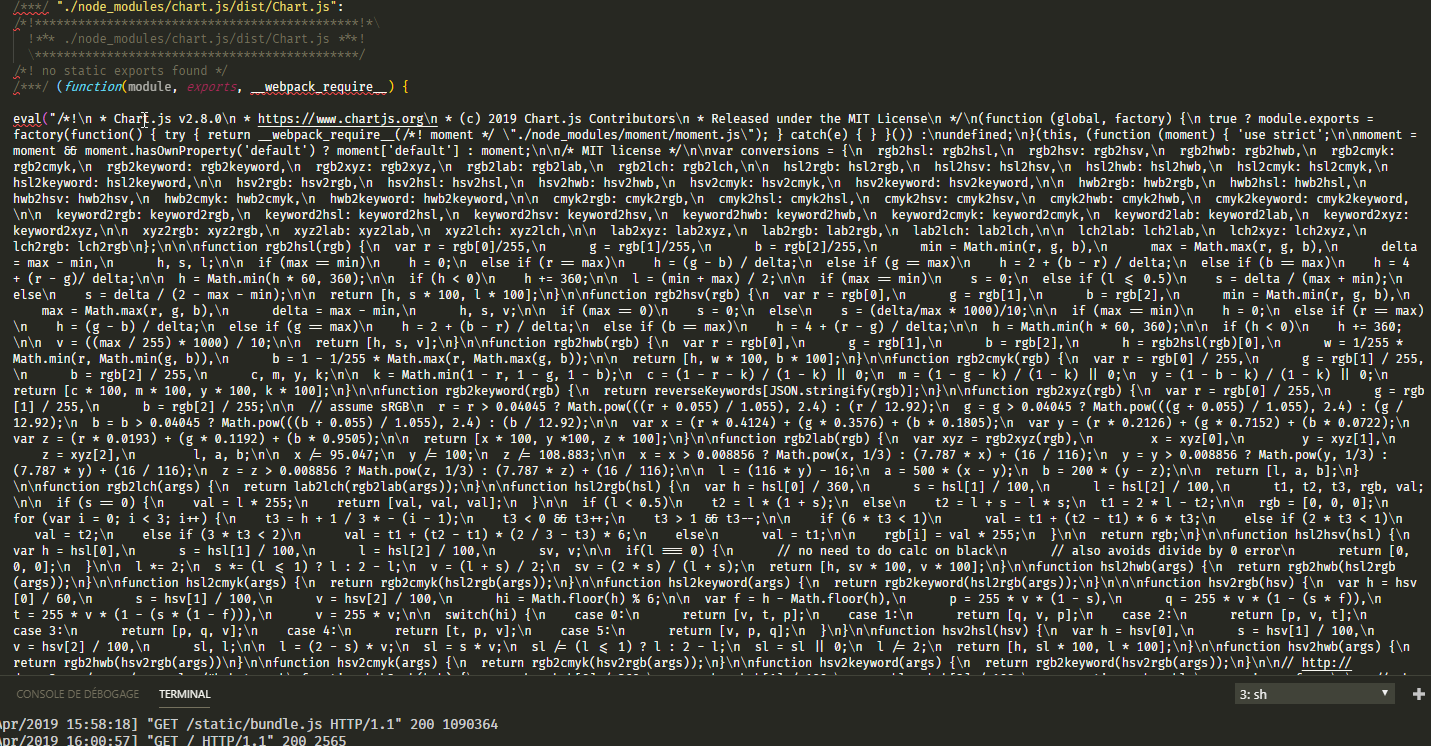 /***/ "./node_modules/chart.js/dist/Chart.js":
/*!*********************************************!*\
  !*** ./node_modules/chart.js/dist/Chart.js ***!
  \*********************************************/
/*! no static exports found */
/***/ (function(module, exports, __webpack_require__) {
eval("/*!\n * Chart.js v2.8.0\n * https://www.chartjs.org\n * (c) 2019 Chart.js Contributors\n * Released under the MIT License\n */\n(function (global, factory) {\n true ? module.exports =
factory(function() { try { return __webpack_require__(/*! moment */ \"./node_modules/moment/moment.js\"); } catch(e) { } }()) :\nundefined;\n}(this, (function (moment) { 'use strict';\n\nmoment =
moment && moment.hasOwnProperty('default') ? moment['default'] : moment;\n\n/* MIT license */\n\nvar conversions = {\n  rgb2hsl: rgb2hsl,\n  rgb2hsv: rgb2hsv,\n  rgb2hwb: rgb2hwb,\n  rgb2cmyk:
rgb2cmyk,\n  rgb2keyword: rgb2keyword,\n  rgb2xyz: rgb2xyz,\n  rgb2lab: rgb2lab,\n  rgb2lch: rgb2lch,\n\n  hsl2rgb: hsl2rgb,\n  hsl2hsv: hsl2hsv,\n  hsl2hwb: hsl2hwb,\n  hsl2cmyk: hsl2cmyk,\n
hsl2keyword: hsl2keyword,\n\n  hsv2rgb: hsv2rgb,\n  hsv2hsl: hsv2hsl,\n  hsv2hwb: hsv2hwb,\n  hsv2cmyk: hsv2cmyk,\n  hsv2keyword: hsv2keyword,\n\n  hwb2rgb: hwb2rgb,\n  hwb2hsl: hwb2hsl,\n
hwb2hsv: hwb2hsv,\n  hwb2cmyk: hwb2cmyk,\n  hwb2keyword: hwb2keyword,\n\n  cmyk2rgb: cmyk2rgb,\n  cmyk2hsl: cmyk2hsl,\n  cmyk2hsv: cmyk2hsv,\n  cmyk2hwb: cmyk2hwb,\n  cmyk2keyword: cmyk2keyword,
\n\n  keyword2rgb: keyword2rgb,\n  keyword2hsl: keyword2hsl,\n  keyword2hsv: keyword2hsv,\n  keyword2hwb: keyword2hwb,\n  keyword2cmyk: keyword2cmyk,\n  keyword2lab: keyword2lab,\n  keyword2xyz:
keyword2xyz,\n\n  xyz2rgb: xyz2rgb,\n  xyz2lab: xyz2lab,\n  xyz2lch: xyz2lch,\n\n  lab2xyz: lab2xyz,\n  lab2rgb: lab2rgb,\n  lab2lch: lab2lch,\n\n  lch2lab: lch2lab,\n  lch2xyz: lch2xyz,\n
lch2rgb: lch2rgb\n};\n\n\nfunction rgb2hsl(rgb) {\n  var r = rgb[0]/255,\n      g = rgb[1]/255,\n      b = rgb[2]/255,\n      min = Math.min(r, g, b),\n      max = Math.max(r, g, b),\n      delta
= max - min,\n      h, s, l;\n\n  if (max == min)\n    h = 0;\n  else if (r == max)\n    h = (g - b) / delta;\n  else if (g == max)\n    h = 2 + (b - r) / delta;\n  else if (b == max)\n    h = 4
+ (r - g)/ delta;\n\n  h = Math.min(h * 60, 360);\n\n  if (h < 0)\n    h += 360;\n\n  l = (min + max) / 2;\n\n  if (max == min)\n    s = 0;\n  else if (l <= 0.5)\n    s = delta / (max + min);\n
else\n    s = delta / (2 - max - min);\n\n  return [h, s * 100, l * 100];\n}\n\nfunction rgb2hsv(rgb) {\n  var r = rgb[0],\n      g = rgb[1],\n      b = rgb[2],\n      min = Math.min(r, g, b),\n
max = Math.max(r, g, b),\n      delta = max - min,\n      h, s, v;\n\n  if (max == 0)\n    s = 0;\n  else\n    s = (delta/max * 1000)/10;\n\n  if (max == min)\n    h = 0;\n  else if (r == max)
\n    h = (g - b) / delta;\n  else if (g == max)\n    h = 2 + (b - r) / delta;\n  else if (b == max)\n    h = 4 + (r - g) / delta;\n\n  h = Math.min(h * 60, 360);\n\n  if (h < 0)\n    h += 360;
\n\n  v = ((max / 255) * 1000) / 10;\n\n  return [h, s, v];\n}\n\nfunction rgb2hwb(rgb) {\n  var r = rgb[0],\n      g = rgb[1],\n      b = rgb[2],\n      h = rgb2hsl(rgb)[0],\n      w = 1/255 *
Math.min(r, Math.min(g, b)),\n      b = 1 - 1/255 * Math.max(r, Math.max(g, b));\n\n  return [h, w * 100, b * 100];\n}\n\nfunction rgb2cmyk(rgb) {\n  var r = rgb[0] / 255,\n      g = rgb[1] / 255,
\n      b = rgb[2] / 255,\n      c, m, y, k;\n\n  k = Math.min(1 - r, 1 - g, 1 - b);\n  c = (1 - r - k) / (1 - k) || 0;\n  m = (1 - g - k) / (1 - k) || 0;\n  y = (1 - b - k) / (1 - k) || 0;\n
return [c * 100, m * 100, y * 100, k * 100];\n}\n\nfunction rgb2keyword(rgb) {\n  return reverseKeywords[JSON.stringify(rgb)];\n}\n\nfunction rgb2xyz(rgb) {\n  var r = rgb[0] / 255,\n      g = rgb
[1] / 255,\n      b = rgb[2] / 255;\n\n  // assume sRGB\n  r = r > 0.04045 ? Math.pow(((r + 0.055) / 1.055), 2.4) : (r / 12.92);\n  g = g > 0.04045 ? Math.pow(((g + 0.055) / 1.055), 2.4) : (g /
12.92);\n  b = b > 0.04045 ? Math.pow(((b + 0.055) / 1.055), 2.4) : (b / 12.92);\n\n  var x = (r * 0.4124) + (g * 0.3576) + (b * 0.1805);\n  var y = (r * 0.2126) + (g * 0.7152) + (b * 0.0722);\n
var z = (r * 0.0193) + (g * 0.1192) + (b * 0.9505);\n\n  return [x * 100, y *100, z * 100];\n}\n\nfunction rgb2lab(rgb) {\n  var xyz = rgb2xyz(rgb),\n      x = xyz[0],\n      y = xyz[1],\n
z = xyz[2],\n      l, a, b;\n\n  x /= 95.047;\n  y /= 100;\n  z /= 108.883;\n\n  x = x > 0.008856 ? Math.pow(x, 1/3) : (7.787 * x) + (16 / 116);\n  y = y > 0.008856 ? Math.pow(y, 1/3) :
(7.787 * y) + (16 / 116);\n  z = z > 0.008856 ? Math.pow(z, 1/3) : (7.787 * z) + (16 / 116);\n\n  l = (116 * y) - 16;\n  a = 500 * (x - y);\n  b = 200 * (y - z);\n\n  return [l, a, b];\n}
\n\nfunction rgb2lch(args) {\n  return lab2lch(rgb2lab(args));\n}\n\nfunction hsl2rgb(hsl) {\n  var h = hsl[0] / 360,\n      s = hsl[1] / 100,\n      l = hsl[2] / 100,\n      t1, t2, t3, rgb, val;
\n\n  if (s == 0) {\n    val = l * 255;\n    return [val, val, val];\n  }\n\n  if (l < 0.5)\n    t2 = l * (1 + s);\n  else\n    t2 = l + s - l * s;\n  t1 = 2 * l - t2;\n\n  rgb = [0, 0, 0];\n
for (var i = 0; i < 3; i++) {\n    t3 = h + 1 / 3 * - (i - 1);\n    t3 < 0 && t3++;\n    t3 > 1 && t3--;\n\n    if (6 * t3 < 1)\n      val = t1 + (t2 - t1) * 6 * t3;\n    else if (2 * t3 < 1)\n
val = t2;\n    else if (3 * t3 < 2)\n      val = t1 + (t2 - t1) * (2 / 3 - t3) * 6;\n    else\n      val = t1;\n\n    rgb[i] = val * 255;\n  }\n\n  return rgb;\n}\n\nfunction hsl2hsv(hsl) {\n
var h = hsl[0],\n      s = hsl[1] / 100,\n      l = hsl[2] / 100,\n      sv, v;\n\n  if(l === 0) {\n      // no need to do calc on black\n      // also avoids divide by 0 error\n      return [0,
0, 0];\n  }\n\n  l *= 2;\n  s *= (l <= 1) ? l : 2 - l;\n  v = (l + s) / 2;\n  sv = (2 * s) / (l + s);\n  return [h, sv * 100, v * 100];\n}\n\nfunction hsl2hwb(args) {\n  return rgb2hwb(hsl2rgb
(args));\n}\n\nfunction hsl2cmyk(args) {\n  return rgb2cmyk(hsl2rgb(args));\n}\n\nfunction hsl2keyword(args) {\n  return rgb2keyword(hsl2rgb(args));\n}\n\n\nfunction hsv2rgb(hsv) {\n  var h = hsv
[0] / 60,\n      s = hsv[1] / 100,\n      v = hsv[2] / 100,\n      hi = Math.floor(h) % 6;\n\n  var f = h - Math.floor(h),\n      p = 255 * v * (1 - s),\n      q = 255 * v * (1 - (s * f)),\n
t = 255 * v * (1 - (s * (1 - f))),\n      v = 255 * v;\n\n  switch(hi) {\n    case 0:\n      return [v, t, p];\n    case 1:\n      return [q, v, p];\n    case 2:\n      return [p, v, t];\n
case 3:\n      return [p, q, v];\n    case 4:\n      return [t, p, v];\n    case 5:\n      return [v, p, q];\n  }\n}\n\nfunction hsv2hsl(hsv) {\n  var h = hsv[0],\n      s = hsv[1] / 100,\n
v = hsv[2] / 100,\n      sl, l;\n\n  l = (2 - s) * v;\n  sl = s * v;\n  sl /= (l <= 1) ? l : 2 - l;\n  sl = sl || 0;\n  l /= 2;\n  return [h, sl * 100, l * 100];\n}\n\nfunction hsv2hwb(args) {\n
return rgb2hwb(hsv2rgb(args))\n}\n\nfunction hsv2cmyk(args) {\n  return rgb2cmyk(hsv2rgb(args));\n}\n\nfunction hsv2keyword(args) {\n  return rgb2keyword(hsv2rgb(args));\n}\n\n// http://
CONSOLE DE DÉBOGAGE
TERMINAL
3: sh
Apr/2019 15:58:18] "GET /static/bundle.js HTTP/1.1" 200 1090364
Apr/2019 16:00:57] "GET / HTTP/1.1" 200 2565